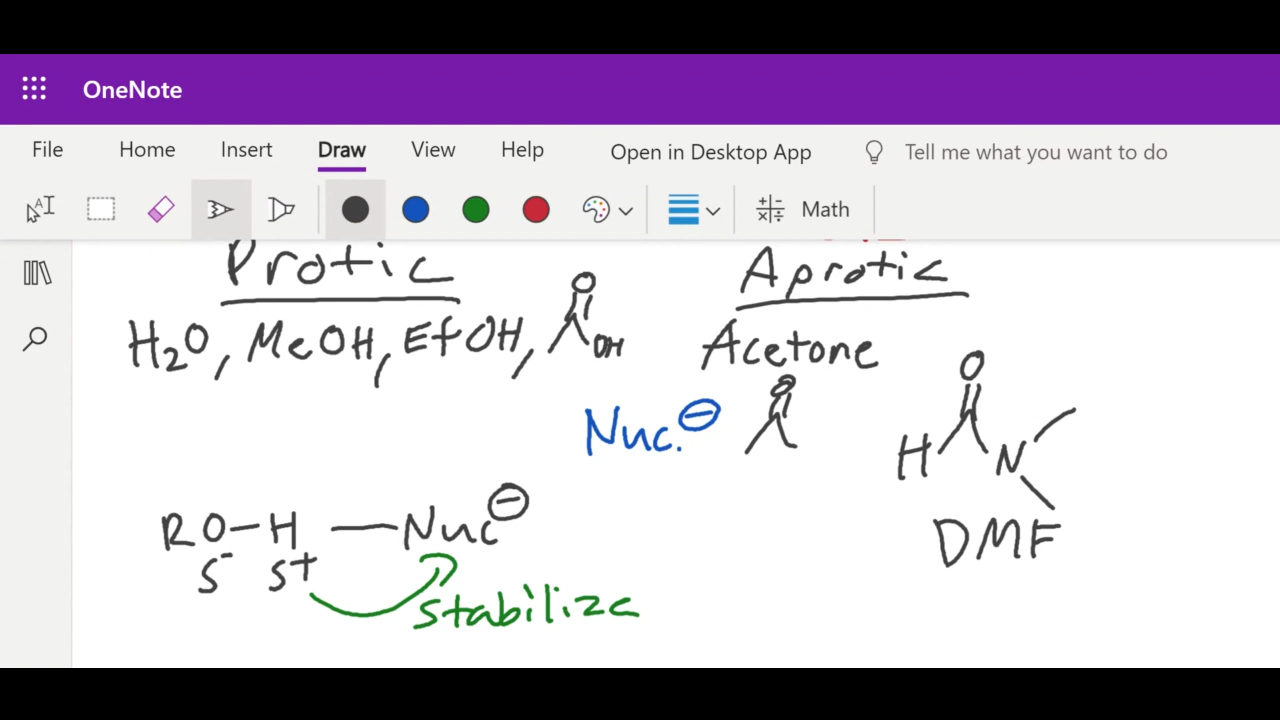 OneNote
File Home Insert Draw View Help Open in Desktop App Tell me what you want to do
Math
Protic Aprotic
H₂O, MeOH, EtOH, O OH Acetone
O O
Nuc.⊖ H N
RO–H — Nuc⊖ DMF
δ⁻ δ⁺
stabilize